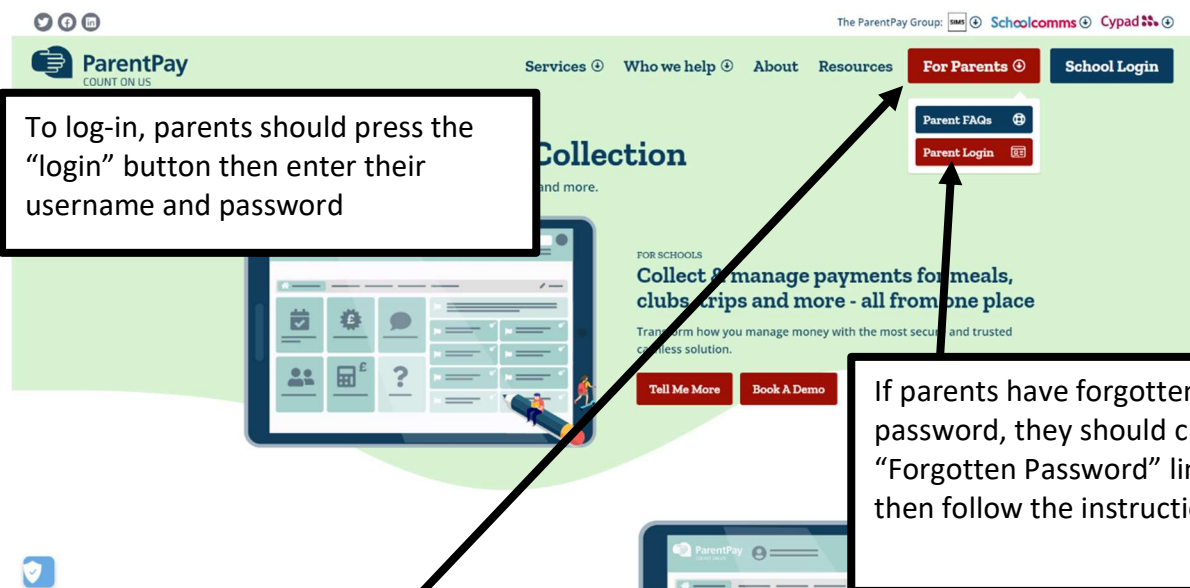 The ParentPay Group: SIMS Schoolcomms Cypad
ParentPay
COUNT ON US
Services Who we help About Resources For Parents School Login
Parent FAQs
Parent Login
To log-in, parents should press the
“login” button then enter their
username and password
Collection
and more.
FOR SCHOOLS
Collect & manage payments for meals,
clubs, trips and more - all from one place
Transform how you manage money with the most secure and trusted
cashless solution.
Tell Me More Book A Demo
If parents have forgotten
password, they should c
“Forgotten Password” lin
then follow the instructi
£
£
?
ParentPay